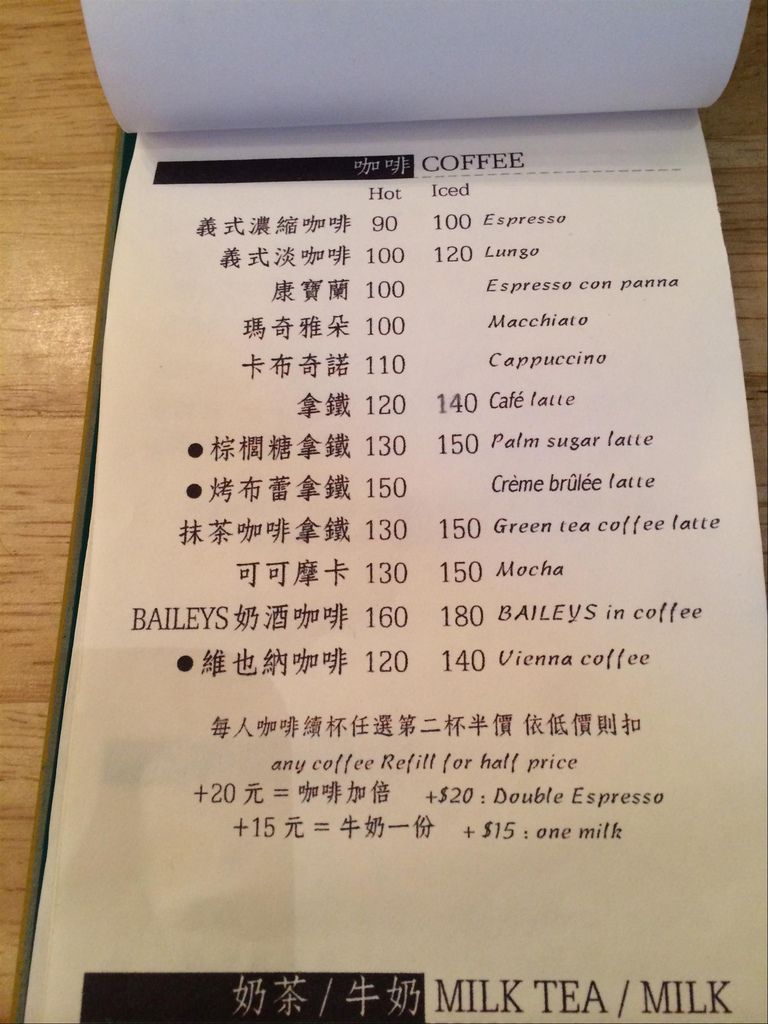 咖啡 COFFEE
Hot Iced
義式濃縮咖啡 90 100 Espresso
義式淡咖啡 100 120 Lungo
康寶蘭 100 Espresso con panna
瑪奇雅朵 100 Macchiato
卡布奇諾 110 Cappuccino
拿鐵 120 140 Café latte
●棕櫚糖拿鐵 130 150 Palm sugar latte
●烤布蕾拿鐵 150 Crème brûlée latte
抹茶咖啡拿鐵 130 150 Green tea coffee latte
可可摩卡 130 150 Mocha
BAILEYS奶酒咖啡 160 180 BAILEYS in coffee
●維也納咖啡 120 140 Vienna coffee
每人咖啡續杯任選第二杯半價 依低價則扣
any coffee Refill for half price
+20 元 = 咖啡加倍 +$20 : Double Espresso
+15 元 = 牛奶一份 + $15 : one milk
奶茶 / 牛奶 MILK TEA / MILK